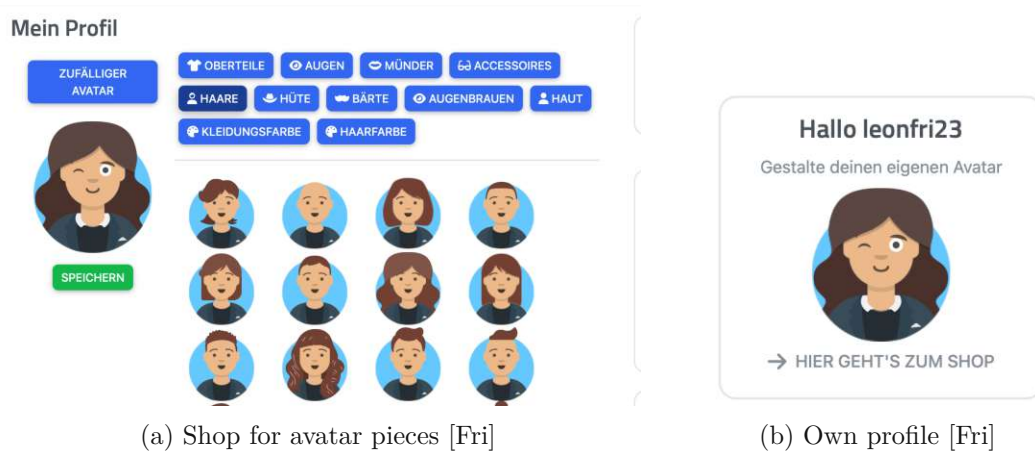 Mein Profil
ZUFÄLLIGER
AVATAR
OBERTEILE AUGEN MÜNDER ACCESSOIRES
HAARE HÜTE BÄRTE AUGENBRAUEN HAUT
KLEIDUNGSFARBE HAARFARBE
SPEICHERN
(a) Shop for avatar pieces [Fri]
Hallo leonfri23
Gestalte deinen eigenen Avatar
→ HIER GEHT'S ZUM SHOP
(b) Own profile [Fri]